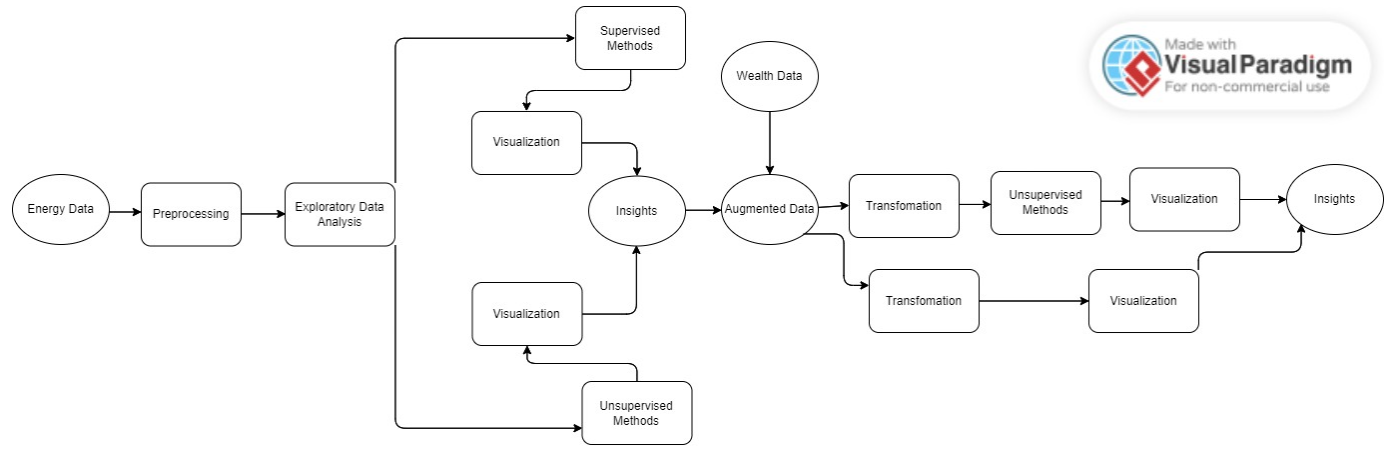 Energy Data
Preprocessing
Exploratory Data
Analysis
Supervised
Methods
Visualization
Insights
Visualization
Unsupervised
Methods
Wealth Data
Augmented Data
Transfomation
Unsupervised
Methods
Visualization
Insights
Transfomation
Visualization
Made with
Visual Paradigm
For non-commercial use